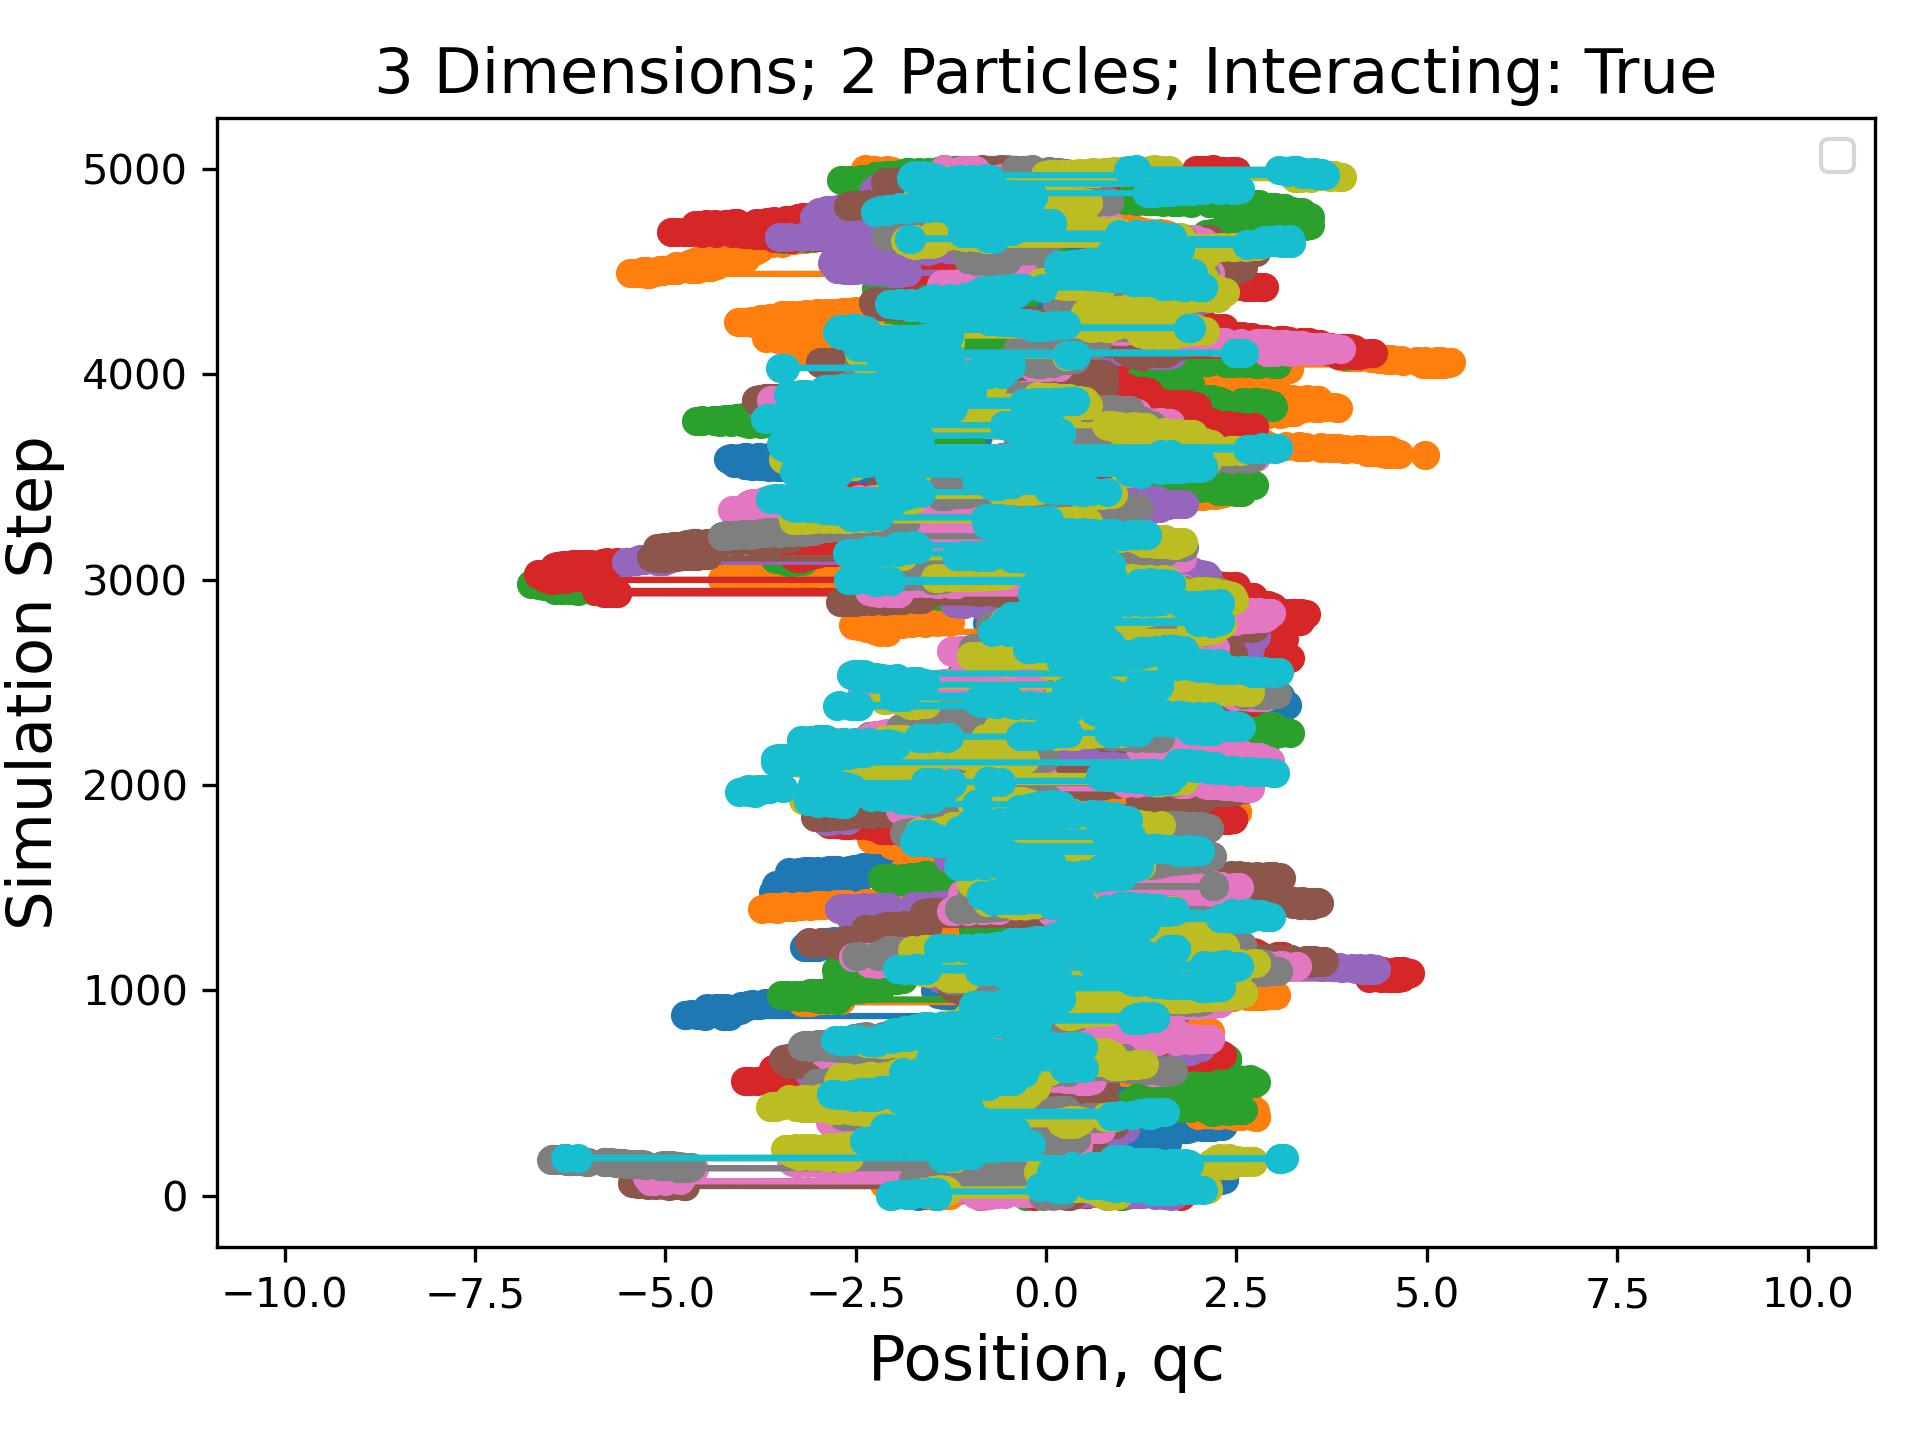 3 Dimensions; 2 Particles; Interacting: True
5000
4000
3000
2000
1000
0
Simulation Step
−10.0 −7.5 −5.0 −2.5 0.0 2.5 5.0 7.5 10.0
Position, qc